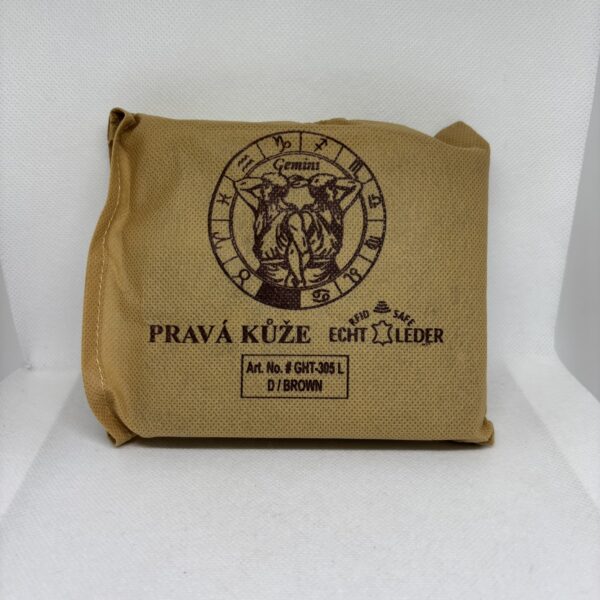 Gemini
RFID SAFE
PRAVÁ KŮŽE ECHT LEDER
Art. No. # GHT-305 L
D / BROWN